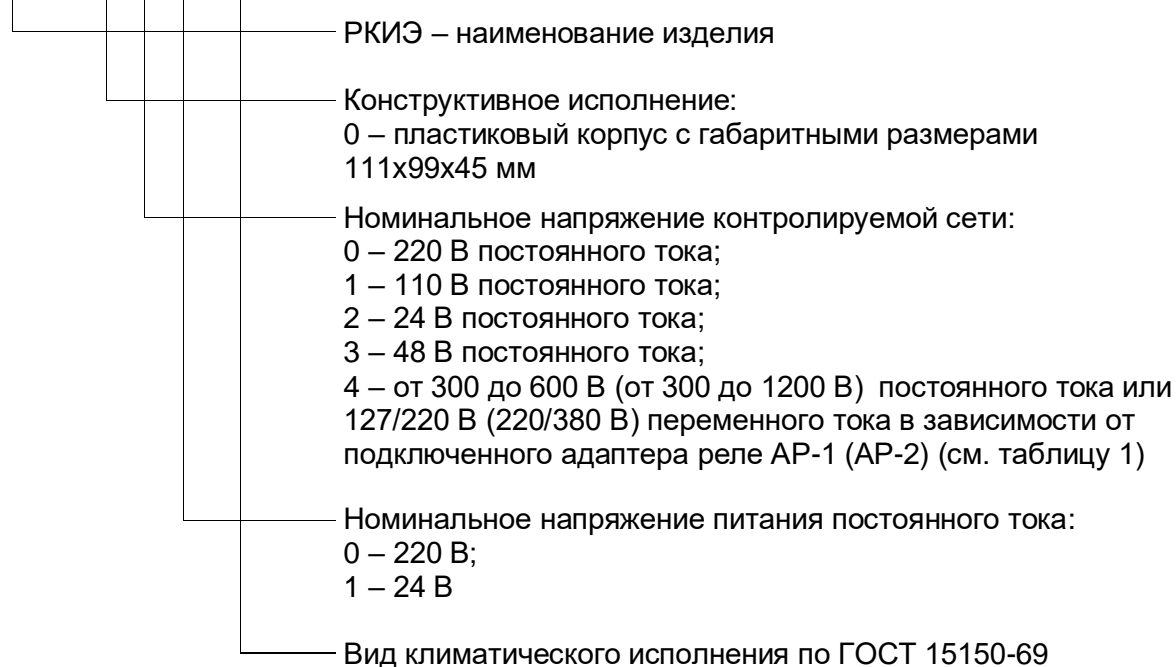 РКИЭ – наименование изделия
Конструктивное исполнение:
0 – пластиковый корпус с габаритными размерами
111х99х45 мм
Номинальное напряжение контролируемой сети:
0 – 220 В постоянного тока;
1 – 110 В постоянного тока;
2 – 24 В постоянного тока;
3 – 48 В постоянного тока;
4 – от 300 до 600 В (от 300 до 1200 В) постоянного тока или
127/220 В (220/380 В) переменного тока в зависимости от
подключенного адаптера реле АР-1 (АР-2) (см. таблицу 1)
Номинальное напряжение питания постоянного тока:
0 – 220 В;
1 – 24 В
Вид климатического исполнения по ГОСТ 15150-69